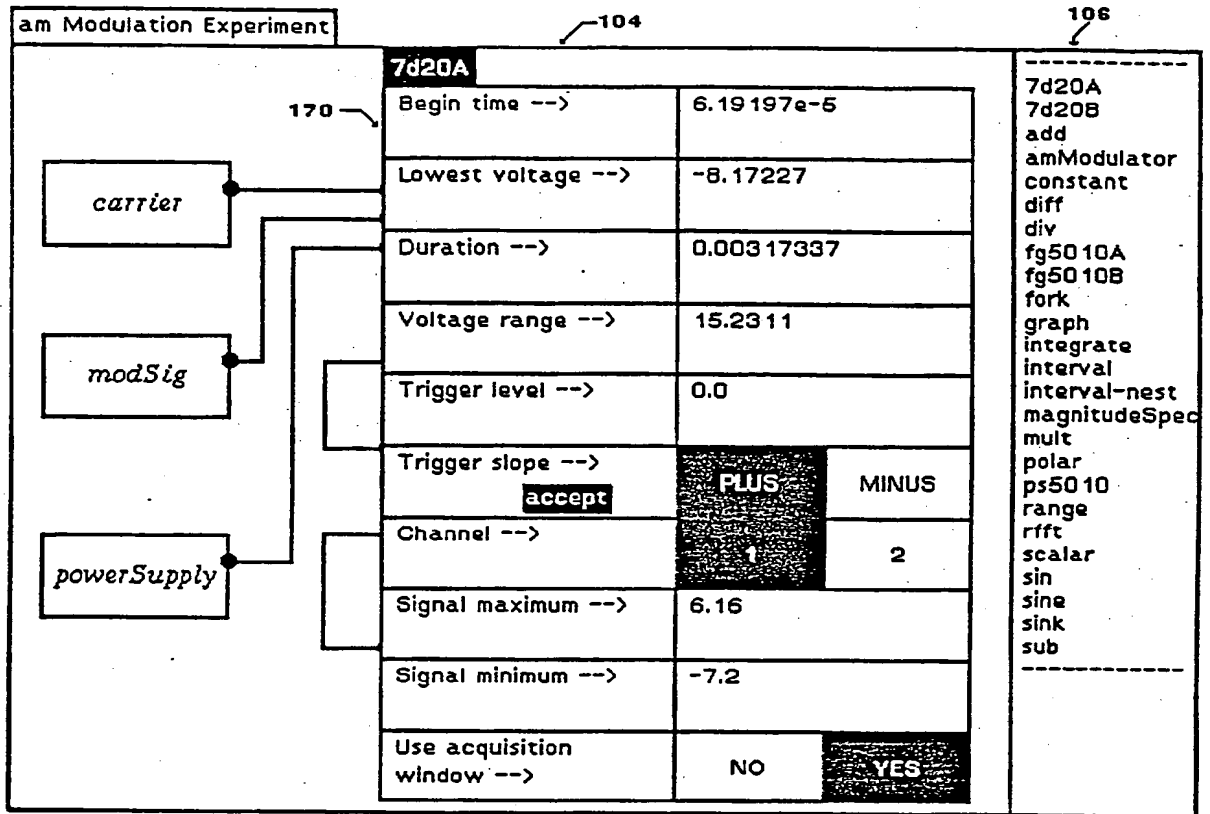 am Modulation Experiment
104
106
170
carrier
modSig
powerSupply
7d20A
Begin time --> 6.19197e-5
Lowest voltage --> -8.17227
Duration --> 0.00317337
Voltage range --> 15.2311
Trigger level --> 0.0
Trigger slope --> PLUS MINUS
accept
Channel --> 1 2
Signal maximum --> 6.16
Signal minimum --> -7.2
Use acquisition
window --> NO YES
------------
7d20A
7d20B
add
amModulator
constant
diff
div
fg5010A
fg5010B
fork
graph
integrate
interval
interval-nest
magnitudeSpec
mult
polar
ps5010
range
rfft
scalar
sin
sine
sink
sub
------------